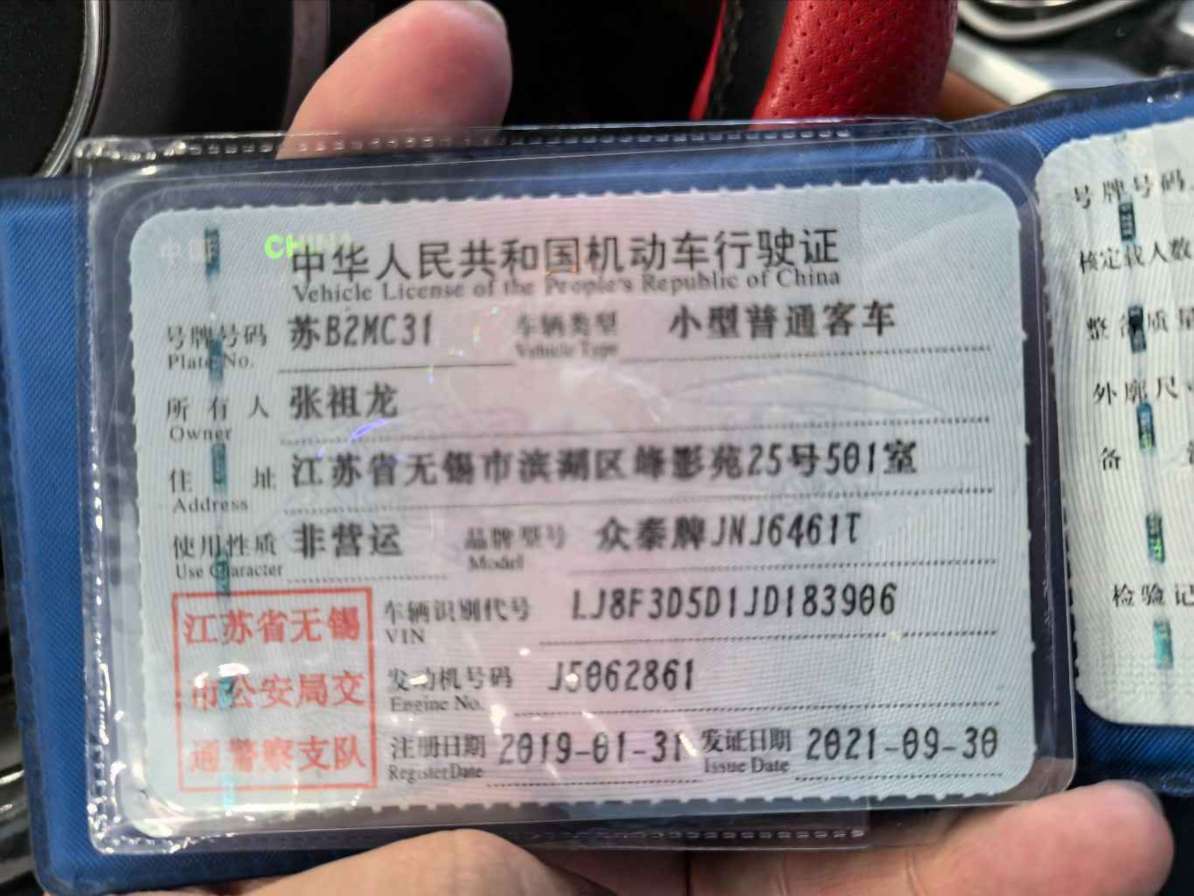 中国 CHINA
中华人民共和国机动车行驶证
Vehicle License of the People's Republic of China
号牌号码 苏B2MC31 车辆类型 小型普通客车
Plate No. Vehicle Type
所有人 张祖龙
Owner
住址 江苏省无锡市滨湖区峰影苑25号501室
Address
使用性质 非营运 品牌型号 众泰牌JNJ6461T
Use Character Model
江苏省无锡
市公安局交
通警察支队
车辆识别代号 LJ8F3D5D1JD183906
VIN
发动机号码 J5062861
Engine No.
注册日期 2019-01-31 发证日期 2021-09-30
Register Date Issue Date
号牌号码
核定载人数
整备质量
外廓尺寸
备
检验记